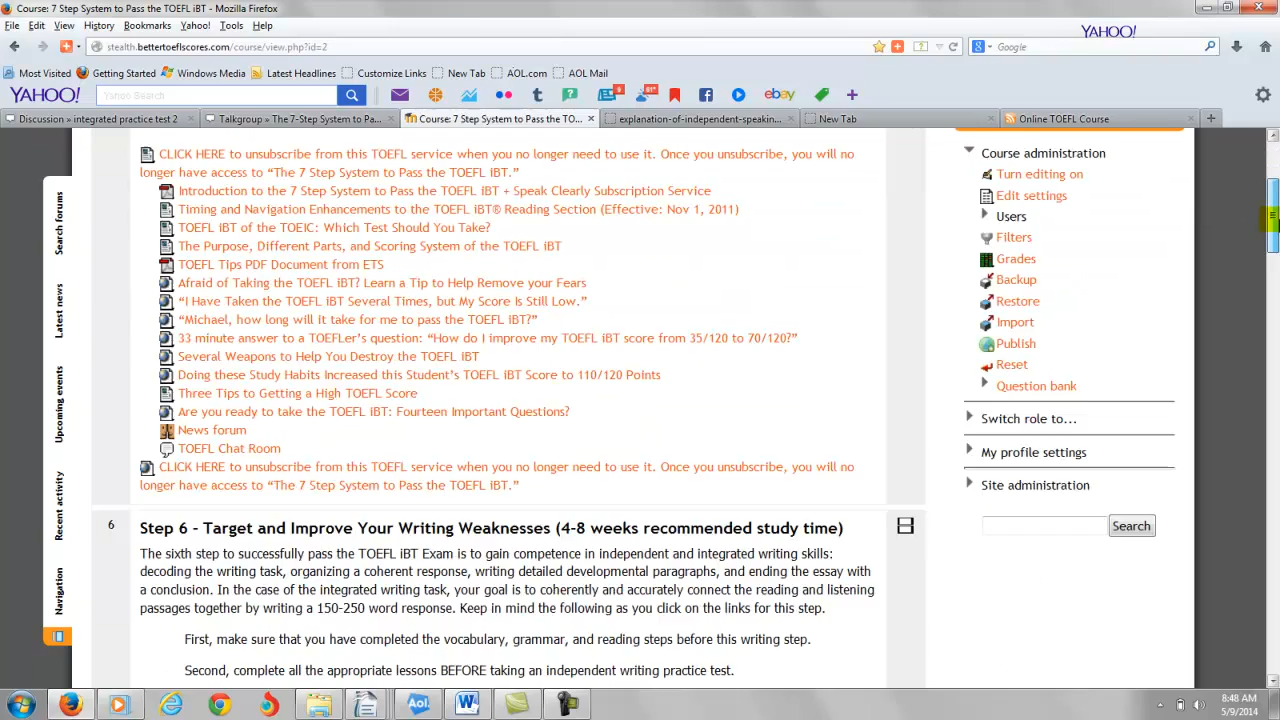 Course: 7 Step System to Pass the TOEFL iBT - Mozilla Firefox
File Edit View History Bookmarks Yahoo! Tools Help
YAHOO!
stealth.bettertoeflscores.com/course/view.php?id=2
Google
Most Visited Getting Started Windows Media Latest Headlines Customize Links New Tab AOL.com AOL Mail
YAHOO! Yahoo Search
ebay
Discussion » integrated practice test 2
Talkgroup » The 7-Step System to Pa...
Course: 7 Step System to Pass the TO...
explanation-of-independent-speakin...
New Tab
Online TOEFL Course
CLICK HERE to unsubscribe from this TOEFL service when you no longer need to use it. Once you unsubscribe, you will no
longer have access to “The 7 Step System to Pass the TOEFL iBT.”
Introduction to the 7 Step System to Pass the TOEFL iBT + Speak Clearly Subscription Service
Timing and Navigation Enhancements to the TOEFL iBT® Reading Section (Effective: Nov 1, 2011)
TOEFL iBT of the TOEIC: Which Test Should You Take?
The Purpose, Different Parts, and Scoring System of the TOEFL iBT
TOEFL Tips PDF Document from ETS
Afraid of Taking the TOEFL iBT? Learn a Tip to Help Remove your Fears
“I Have Taken the TOEFL iBT Several Times, but My Score Is Still Low.”
“Michael, how long will it take for me to pass the TOEFL iBT?”
33 minute answer to a TOEFLer’s question: “How do I improve my TOEFL iBT score from 35/120 to 70/120?”
Several Weapons to Help You Destroy the TOEFL iBT
Doing these Study Habits Increased this Student’s TOEFL iBT Score to 110/120 Points
Three Tips to Getting a High TOEFL Score
Are you ready to take the TOEFL iBT: Fourteen Important Questions?
News forum
TOEFL Chat Room
CLICK HERE to unsubscribe from this TOEFL service when you no longer need to use it. Once you unsubscribe, you will no
longer have access to “The 7 Step System to Pass the TOEFL iBT.”
6
Step 6 - Target and Improve Your Writing Weaknesses (4-8 weeks recommended study time)
The sixth step to successfully pass the TOEFL iBT Exam is to gain competence in independent and integrated writing skills:
decoding the writing task, organizing a coherent response, writing detailed developmental paragraphs, and ending the essay with
a conclusion. In the case of the integrated writing task, your goal is to coherently and accurately connect the reading and listening
passages together by writing a 150-250 word response. Keep in mind the following as you click on the links for this step.
First, make sure that you have completed the vocabulary, grammar, and reading steps before this writing step.
Second, complete all the appropriate lessons BEFORE taking an independent writing practice test.
Search forums
Latest news
Upcoming events
Recent activity
Navigation
Course administration
Turn editing on
Edit settings
Users
Filters
Grades
Backup
Restore
Import
Publish
Reset
Question bank
Switch role to...
My profile settings
Site administration
Search
Aol.
8:48 AM
5/9/2014